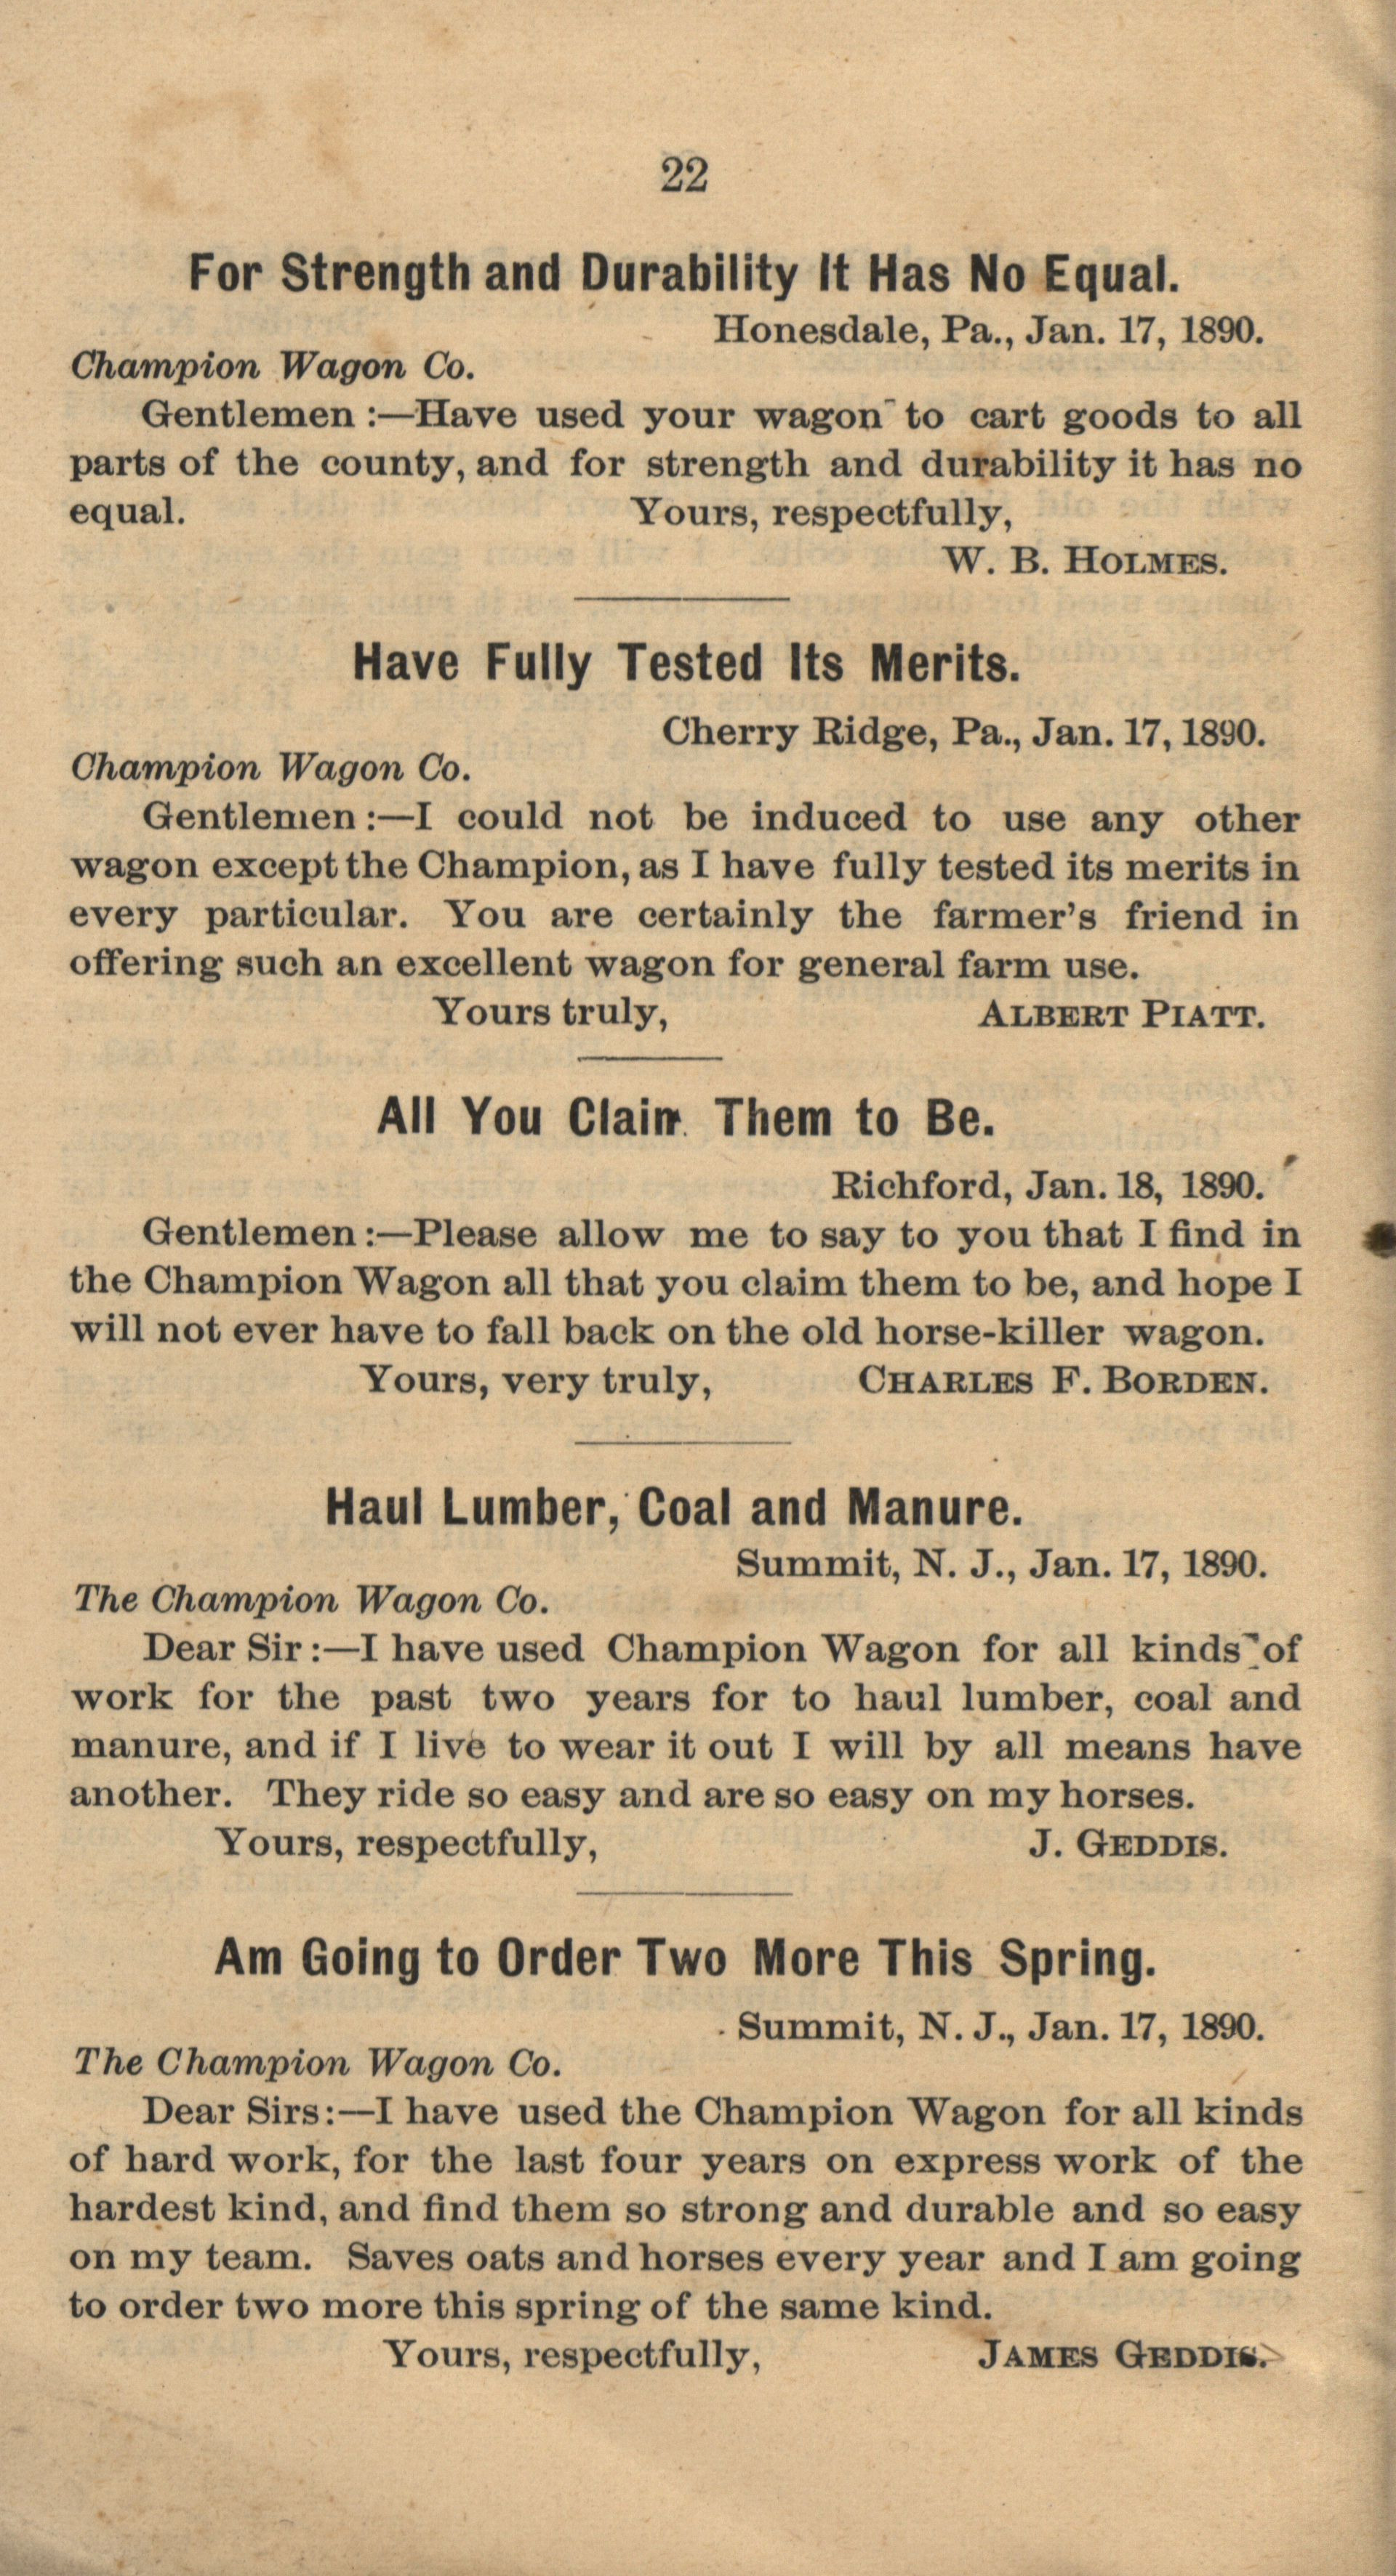 22
For Strength and Durability It Has No Equal.
Honesdale, Pa., Jan. 17, 1890.
Champion Wagon Co.
Gentlemen :—Have used your wagon to cart goods to all
parts of the county, and for strength and durability it has no
equal. Yours, respectfully,
W. B. HOLMES.
Have Fully Tested Its Merits.
Cherry Ridge, Pa., Jan. 17, 1890.
Champion Wagon Co.
Gentlemen :—I could not be induced to use any other
wagon except the Champion, as I have fully tested its merits in
every particular. You are certainly the farmer's friend in
offering such an excellent wagon for general farm use.
Yours truly, ALBERT PIATT.
All You Claim Them to Be.
Richford, Jan. 18, 1890.
Gentlemen :—Please allow me to say to you that I find in
the Champion Wagon all that you claim them to be, and hope I
will not ever have to fall back on the old horse-killer wagon.
Yours, very truly, CHARLES F. BORDEN.
Haul Lumber, Coal and Manure.
Summit, N. J., Jan. 17, 1890.
The Champion Wagon Co.
Dear Sir :—I have used Champion Wagon for all kinds of
work for the past two years for to haul lumber, coal and
manure, and if I live to wear it out I will by all means have
another. They ride so easy and are so easy on my horses.
Yours, respectfully, J. GEDDIS.
Am Going to Order Two More This Spring.
Summit, N. J., Jan. 17, 1890.
The Champion Wagon Co.
Dear Sirs:—I have used the Champion Wagon for all kinds
of hard work, for the last four years on express work of the
hardest kind, and find them so strong and durable and so easy
on my team. Saves oats and horses every year and I am going
to order two more this spring of the same kind.
Yours, respectfully, JAMES GEDDIS.